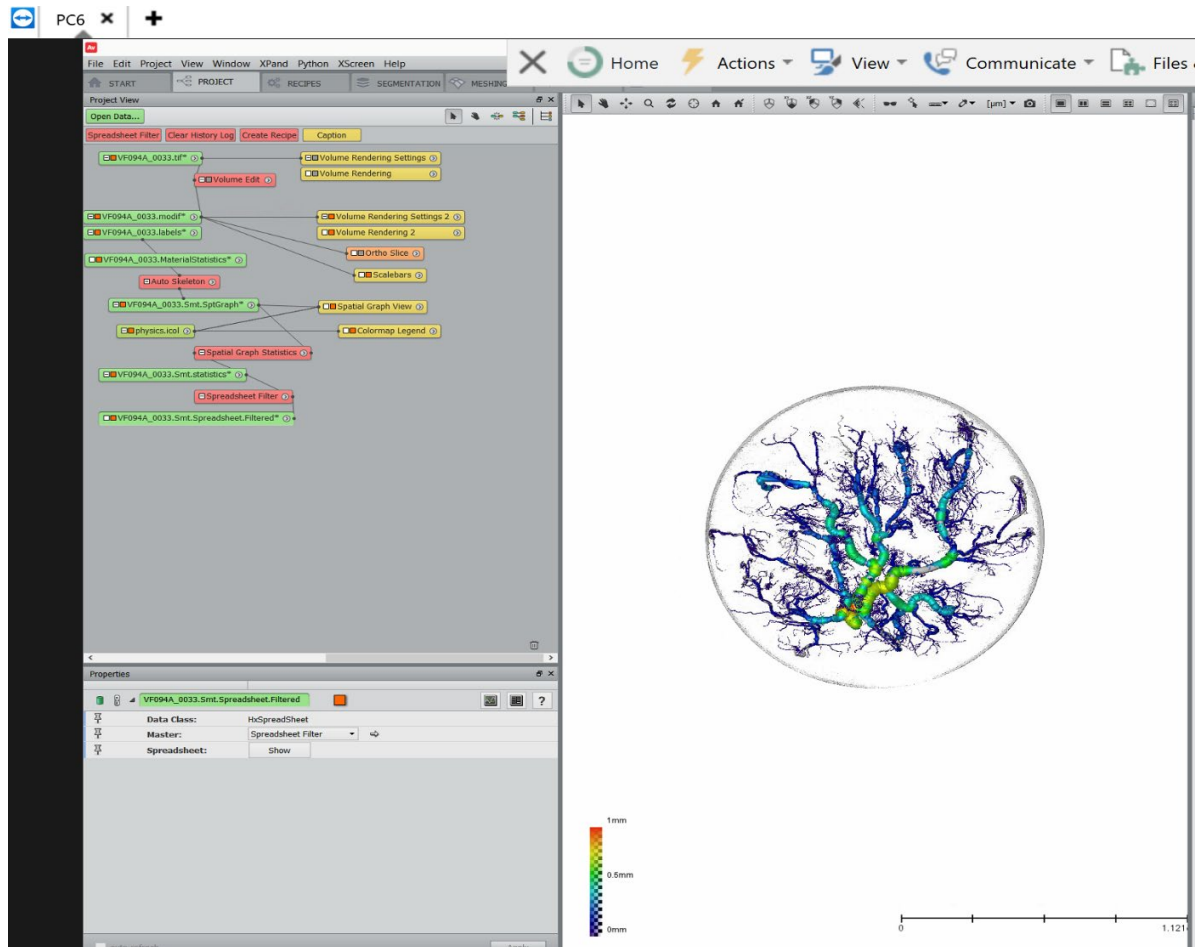 PC6
Av
File Edit Project View Window XPand Python XScreen Help
Home Actions View Communicate Files
START PROJECT RECIPES SEGMENTATION MESHING
Project View
Open Data...
[µm]
Spreadsheet Filter Clear History Log Create Recipe Caption
VF094A_0033.tif* Volume Rendering Settings
Volume Edit Volume Rendering
VF094A_0033.modif* Volume Rendering Settings 2
VF094A_0033.labels* Volume Rendering 2
Ortho Slice
VF094A_0033.MaterialStatistics*
Scalebars
Auto Skeleton
VF094A_0033.Smt.SptGraph* Spatial Graph View
physics.icol Colormap Legend
Spatial Graph Statistics
VF094A_0033.Smt.statistics*
Spreadsheet Filter
VF094A_0033.Smt.Spreadsheet.Filtered*
Properties
VF094A_0033.Smt.Spreadsheet.Filtered
?
Data Class: HxSpreadSheet
Master: Spreadsheet Filter
Spreadsheet: Show
1mm
0.5mm
0mm
0 1.121